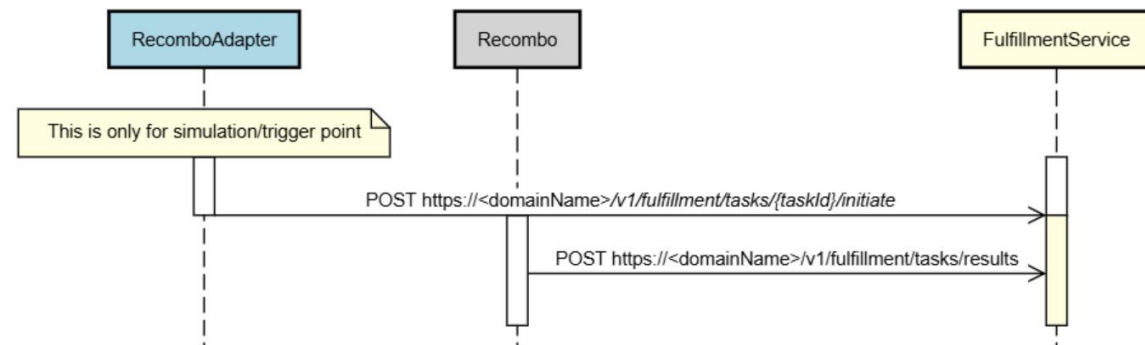 RecomboAdapter
Recombo
FulfillmentService
This is only for simulation/trigger point
POST https://<domainName>/v1/fulfillment/tasks/{taskId}/initiate
POST https://<domainName>/v1/fulfillment/tasks/results